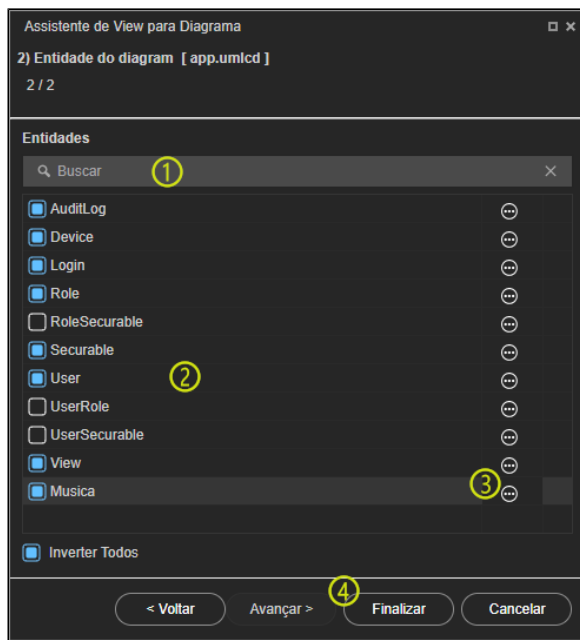 Assistente de View para Diagrama
2) Entidade do diagram [ app.umlcd ]
2 / 2
Entidades
Buscar 1
AuditLog
Device
Login
Role
RoleSecurable
Securable
User 2
UserRole
UserSecurable
View
Musica 3
Inverter Todos
4
< Voltar Avançar > Finalizar Cancelar